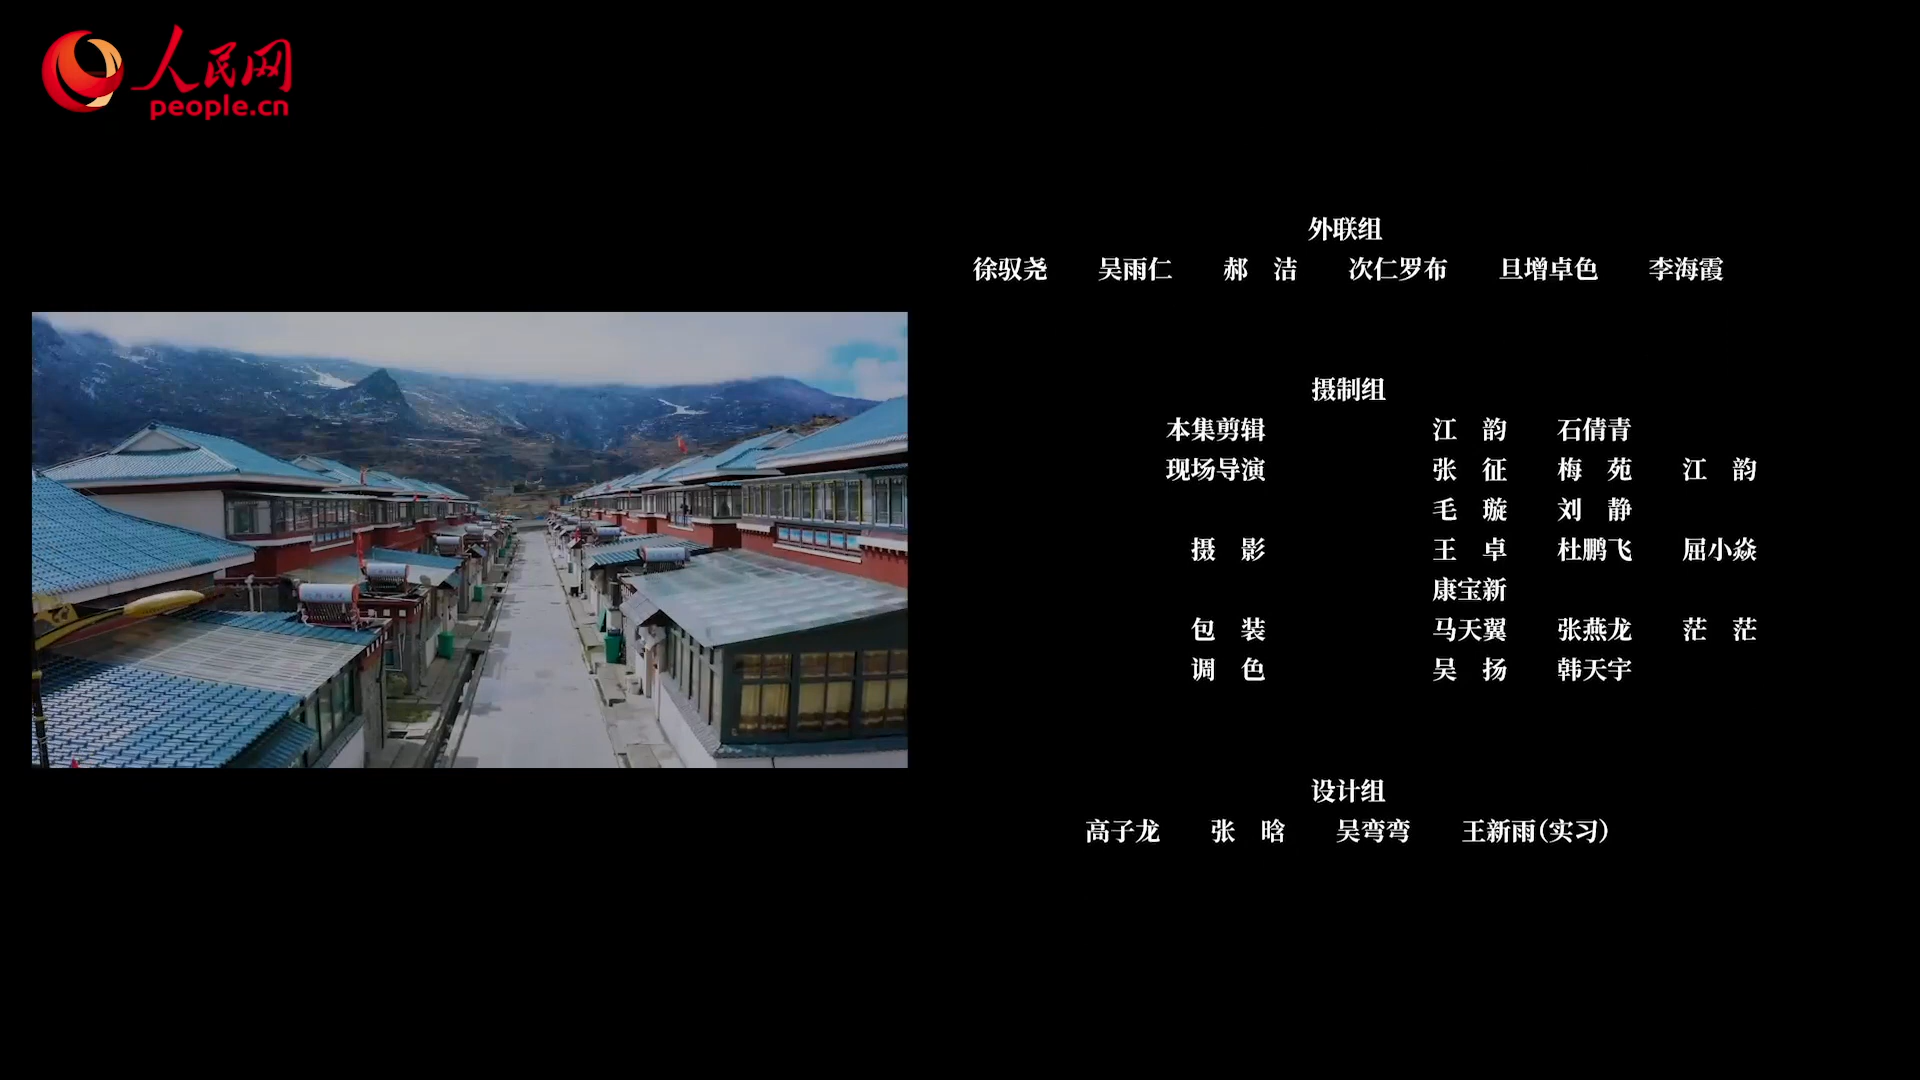 人民网
people.cn
外联组
徐驭尧 吴雨仁 郝 洁 次仁罗布 旦增卓色 李海霞
摄制组
本集剪辑 江 韵 石倩青
现场导演 张 征 梅 苑 江 韵
毛 璇 刘 静
摄 影 王 卓 杜鹏飞 屈小焱
康宝新
包 装 马天翼 张燕龙 茫 茫
调 色 吴 扬 韩天宇
设计组
高子龙 张 晗 吴弯弯 王新雨(实习)